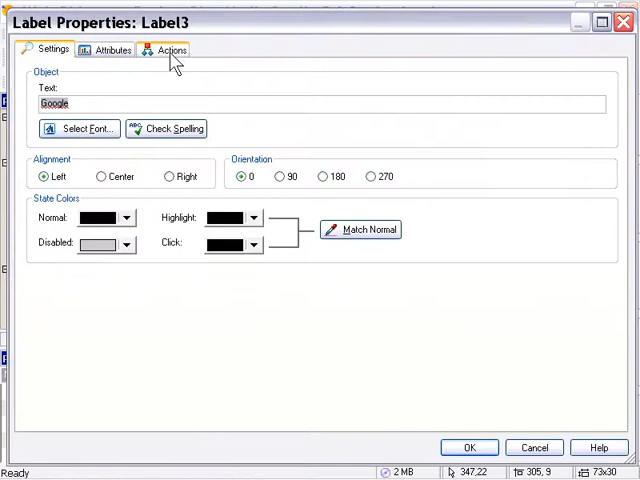 Label Properties: Label3
Settings
Attributes
Actions
Object
Text:
Google
Select Font...
ABC
Check Spelling
Alignment
Left
Center
Right
Orientation
0
90
180
270
State Colors
Normal:
Highlight:
Disabled:
Click:
Match Normal
OK
Cancel
Help
Ready
2 MB
347,22
305, 9
73x30